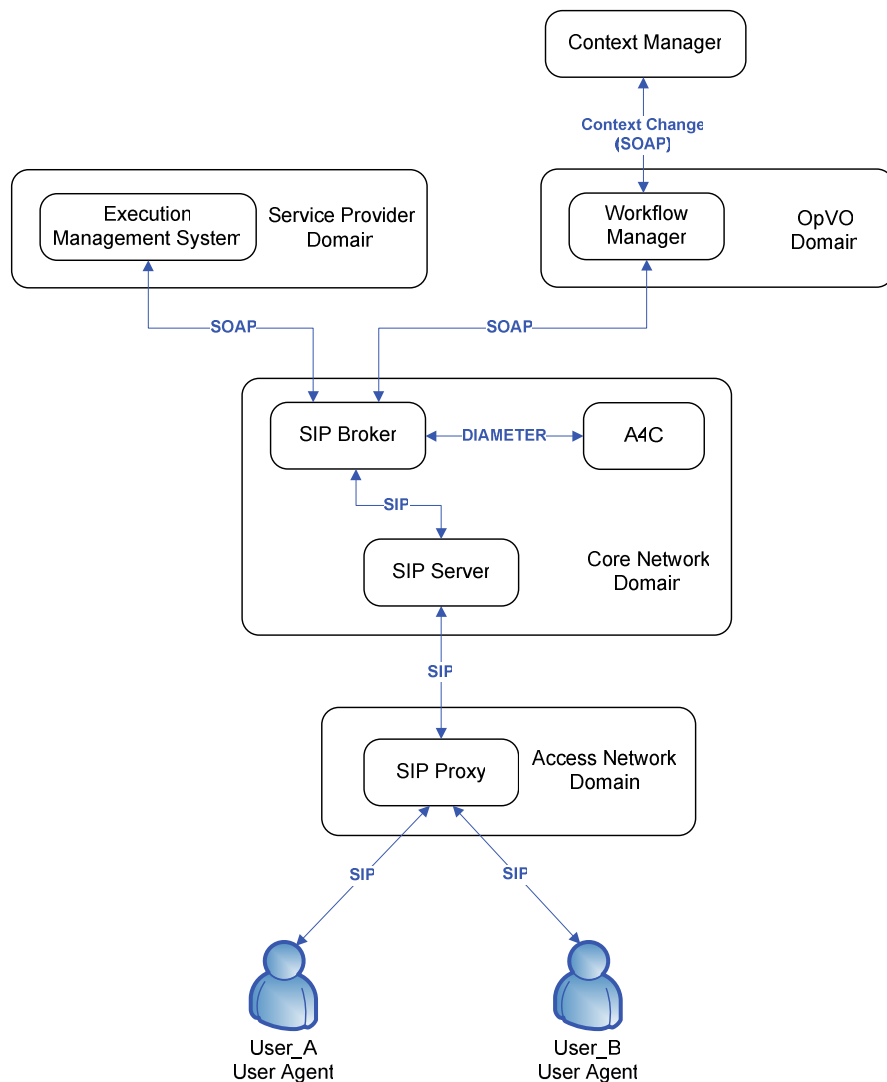 Context Manager
Context Change
(SOAP)
Execution
Management System
Service Provider
Domain
Workflow
Manager
OpVO
Domain
SOAP
SOAP
SIP Broker
DIAMETER
A4C
SIP
SIP Server
Core Network
Domain
SIP
SIP Proxy
Access Network
Domain
SIP
SIP
User_A
User Agent
User_B
User Agent